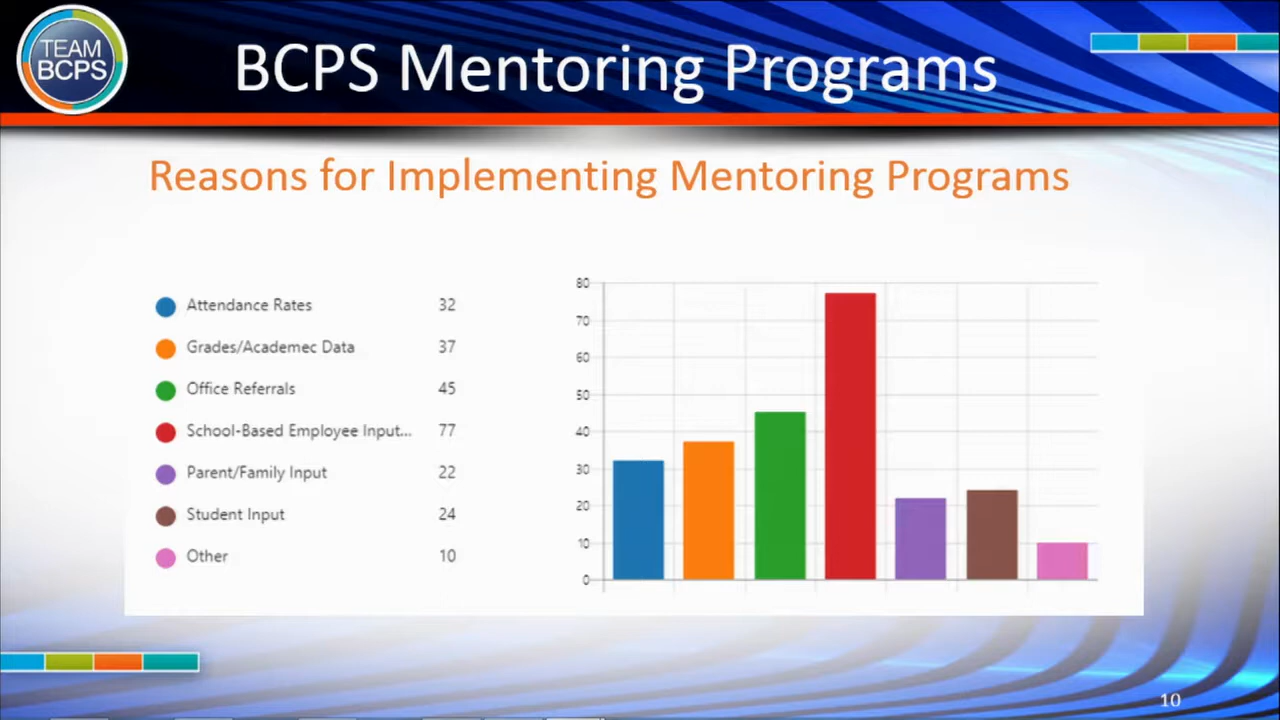 TEAM
BCPS
BCPS Mentoring Programs
Reasons for Implementing Mentoring Programs
Attendance Rates 32
Grades/Academec Data 37
Office Referrals 45
School-Based Employee Input... 77
Parent/Family Input 22
Student Input 24
Other 10
80
70
60
50
40
30
20
10
0
10